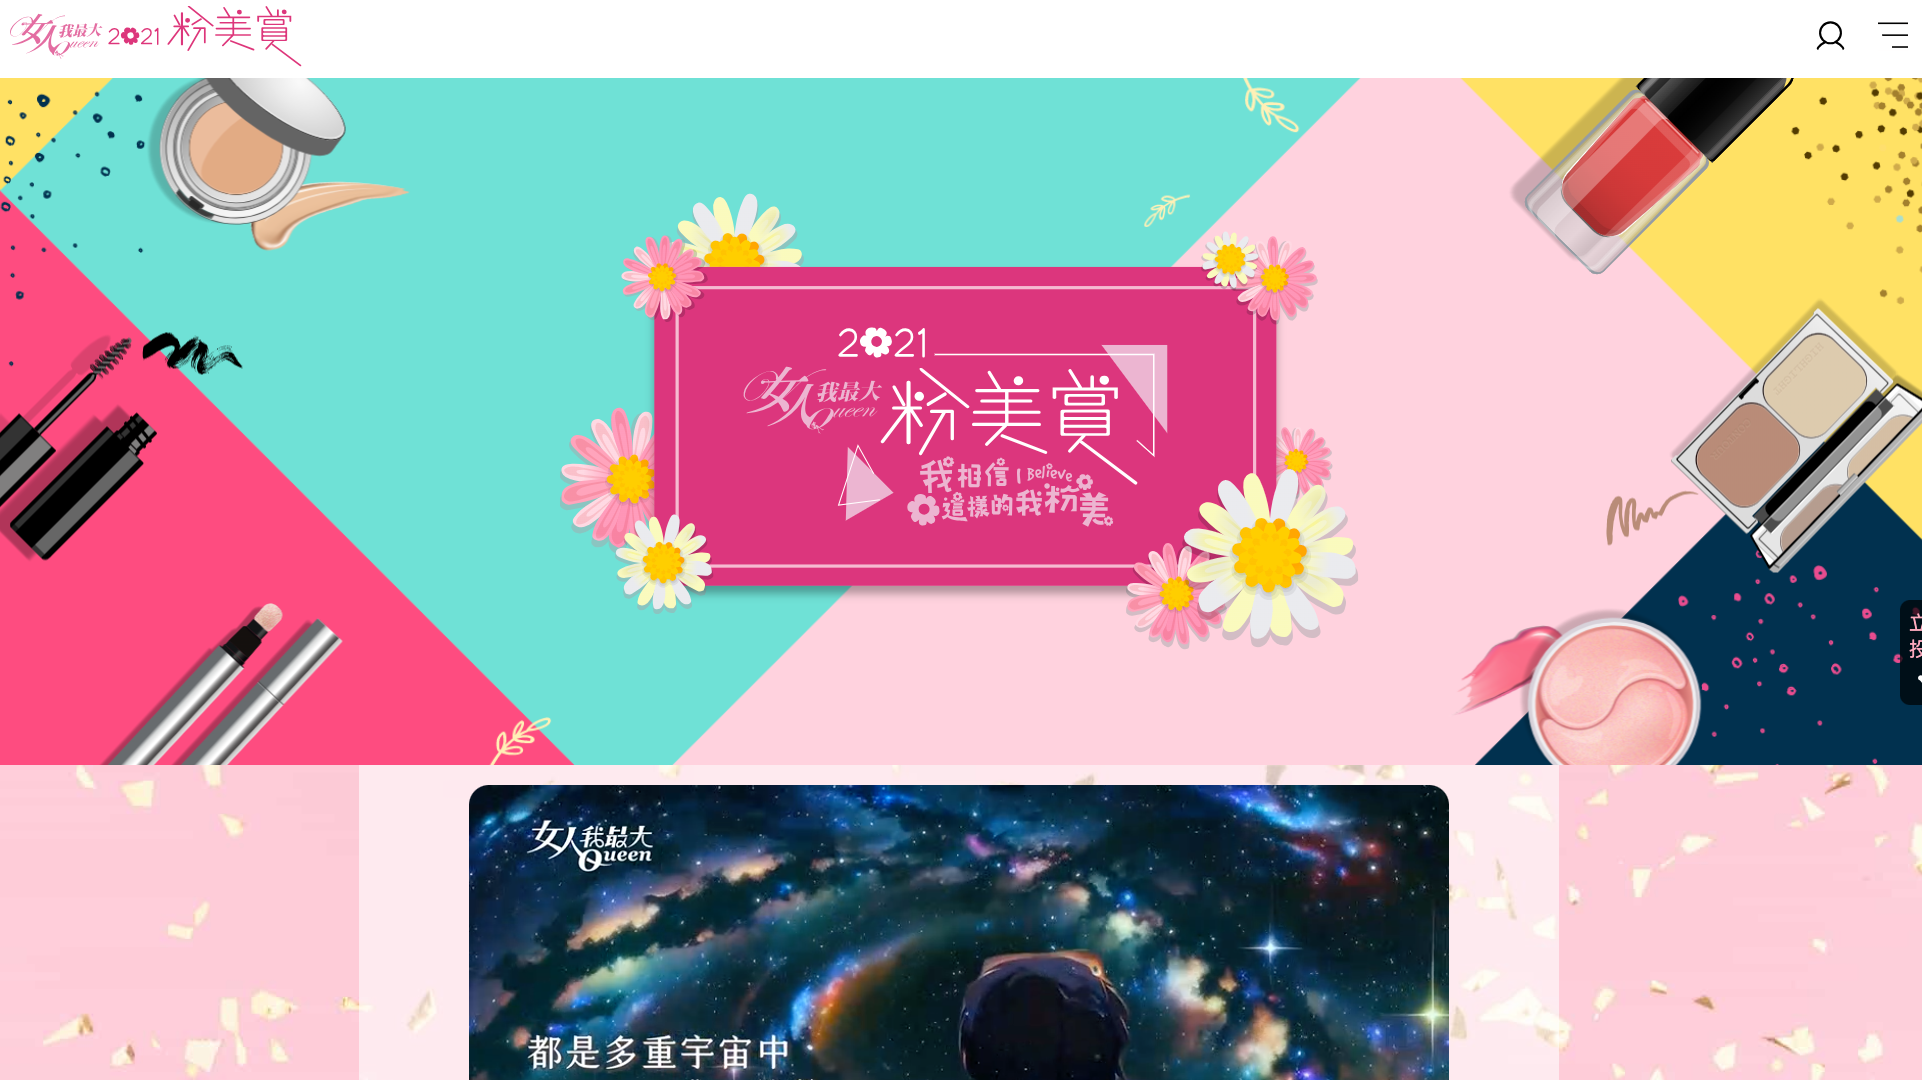 女人我最大 Queen 2021 粉美賞
2021
女人我最大 Queen 粉美賞
我相信 I Believe
這樣的我粉美
女人我最大
Queen
都是多重宇宙中